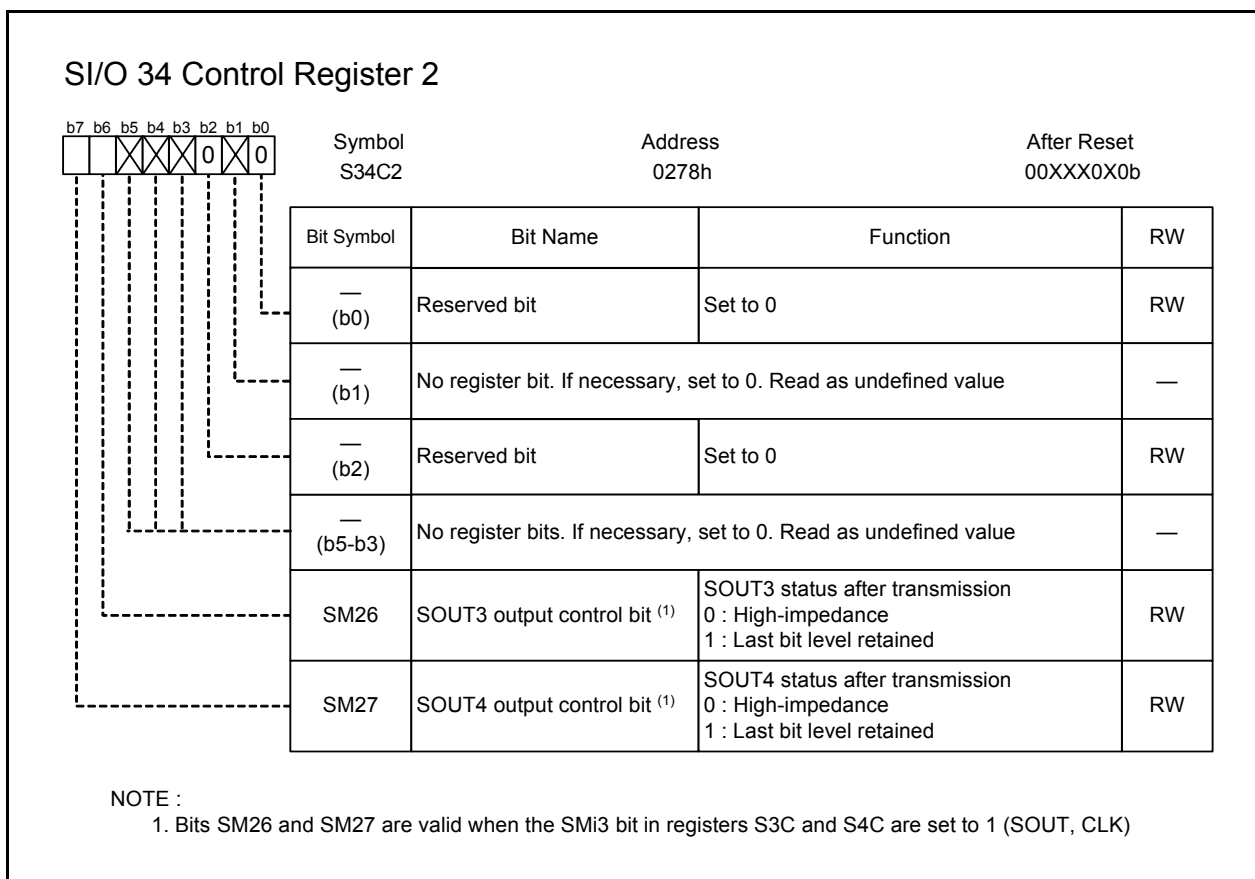 SI/O 34 Control Register 2
b7 b6 b5 b4 b3 b2 b1 b0
0 0
Symbol Address After Reset
S34C2 0278h 00XXX0X0b
Bit Symbol Bit Name Function RW
—
(b0) Reserved bit Set to 0 RW
—
(b1) No register bit. If necessary, set to 0. Read as undefined value —
—
(b2) Reserved bit Set to 0 RW
—
(b5-b3) No register bits. If necessary, set to 0. Read as undefined value —
SM26 SOUT3 output control bit (1) SOUT3 status after transmission
0 : High-impedance
1 : Last bit level retained RW
SM27 SOUT4 output control bit (1) SOUT4 status after transmission
0 : High-impedance
1 : Last bit level retained RW
NOTE :
1. Bits SM26 and SM27 are valid when the SMi3 bit in registers S3C and S4C are set to 1 (SOUT, CLK)